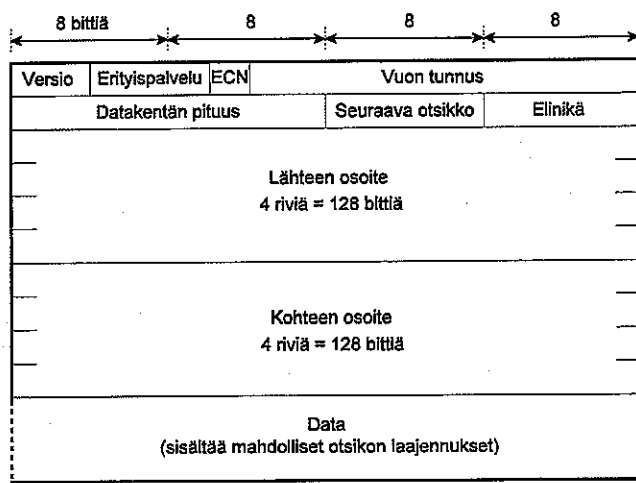 8 bittiä 8 8 8
Versio Erityispalvelu ECN Vuon tunnus
Datakentän pituus Seuraava otsikko Elinikä
Lähteen osoite
4 riviä = 128 bittiä
Kohteen osoite
4 riviä = 128 bittiä
Data
(sisältää mahdolliset otsikon laajennukset)